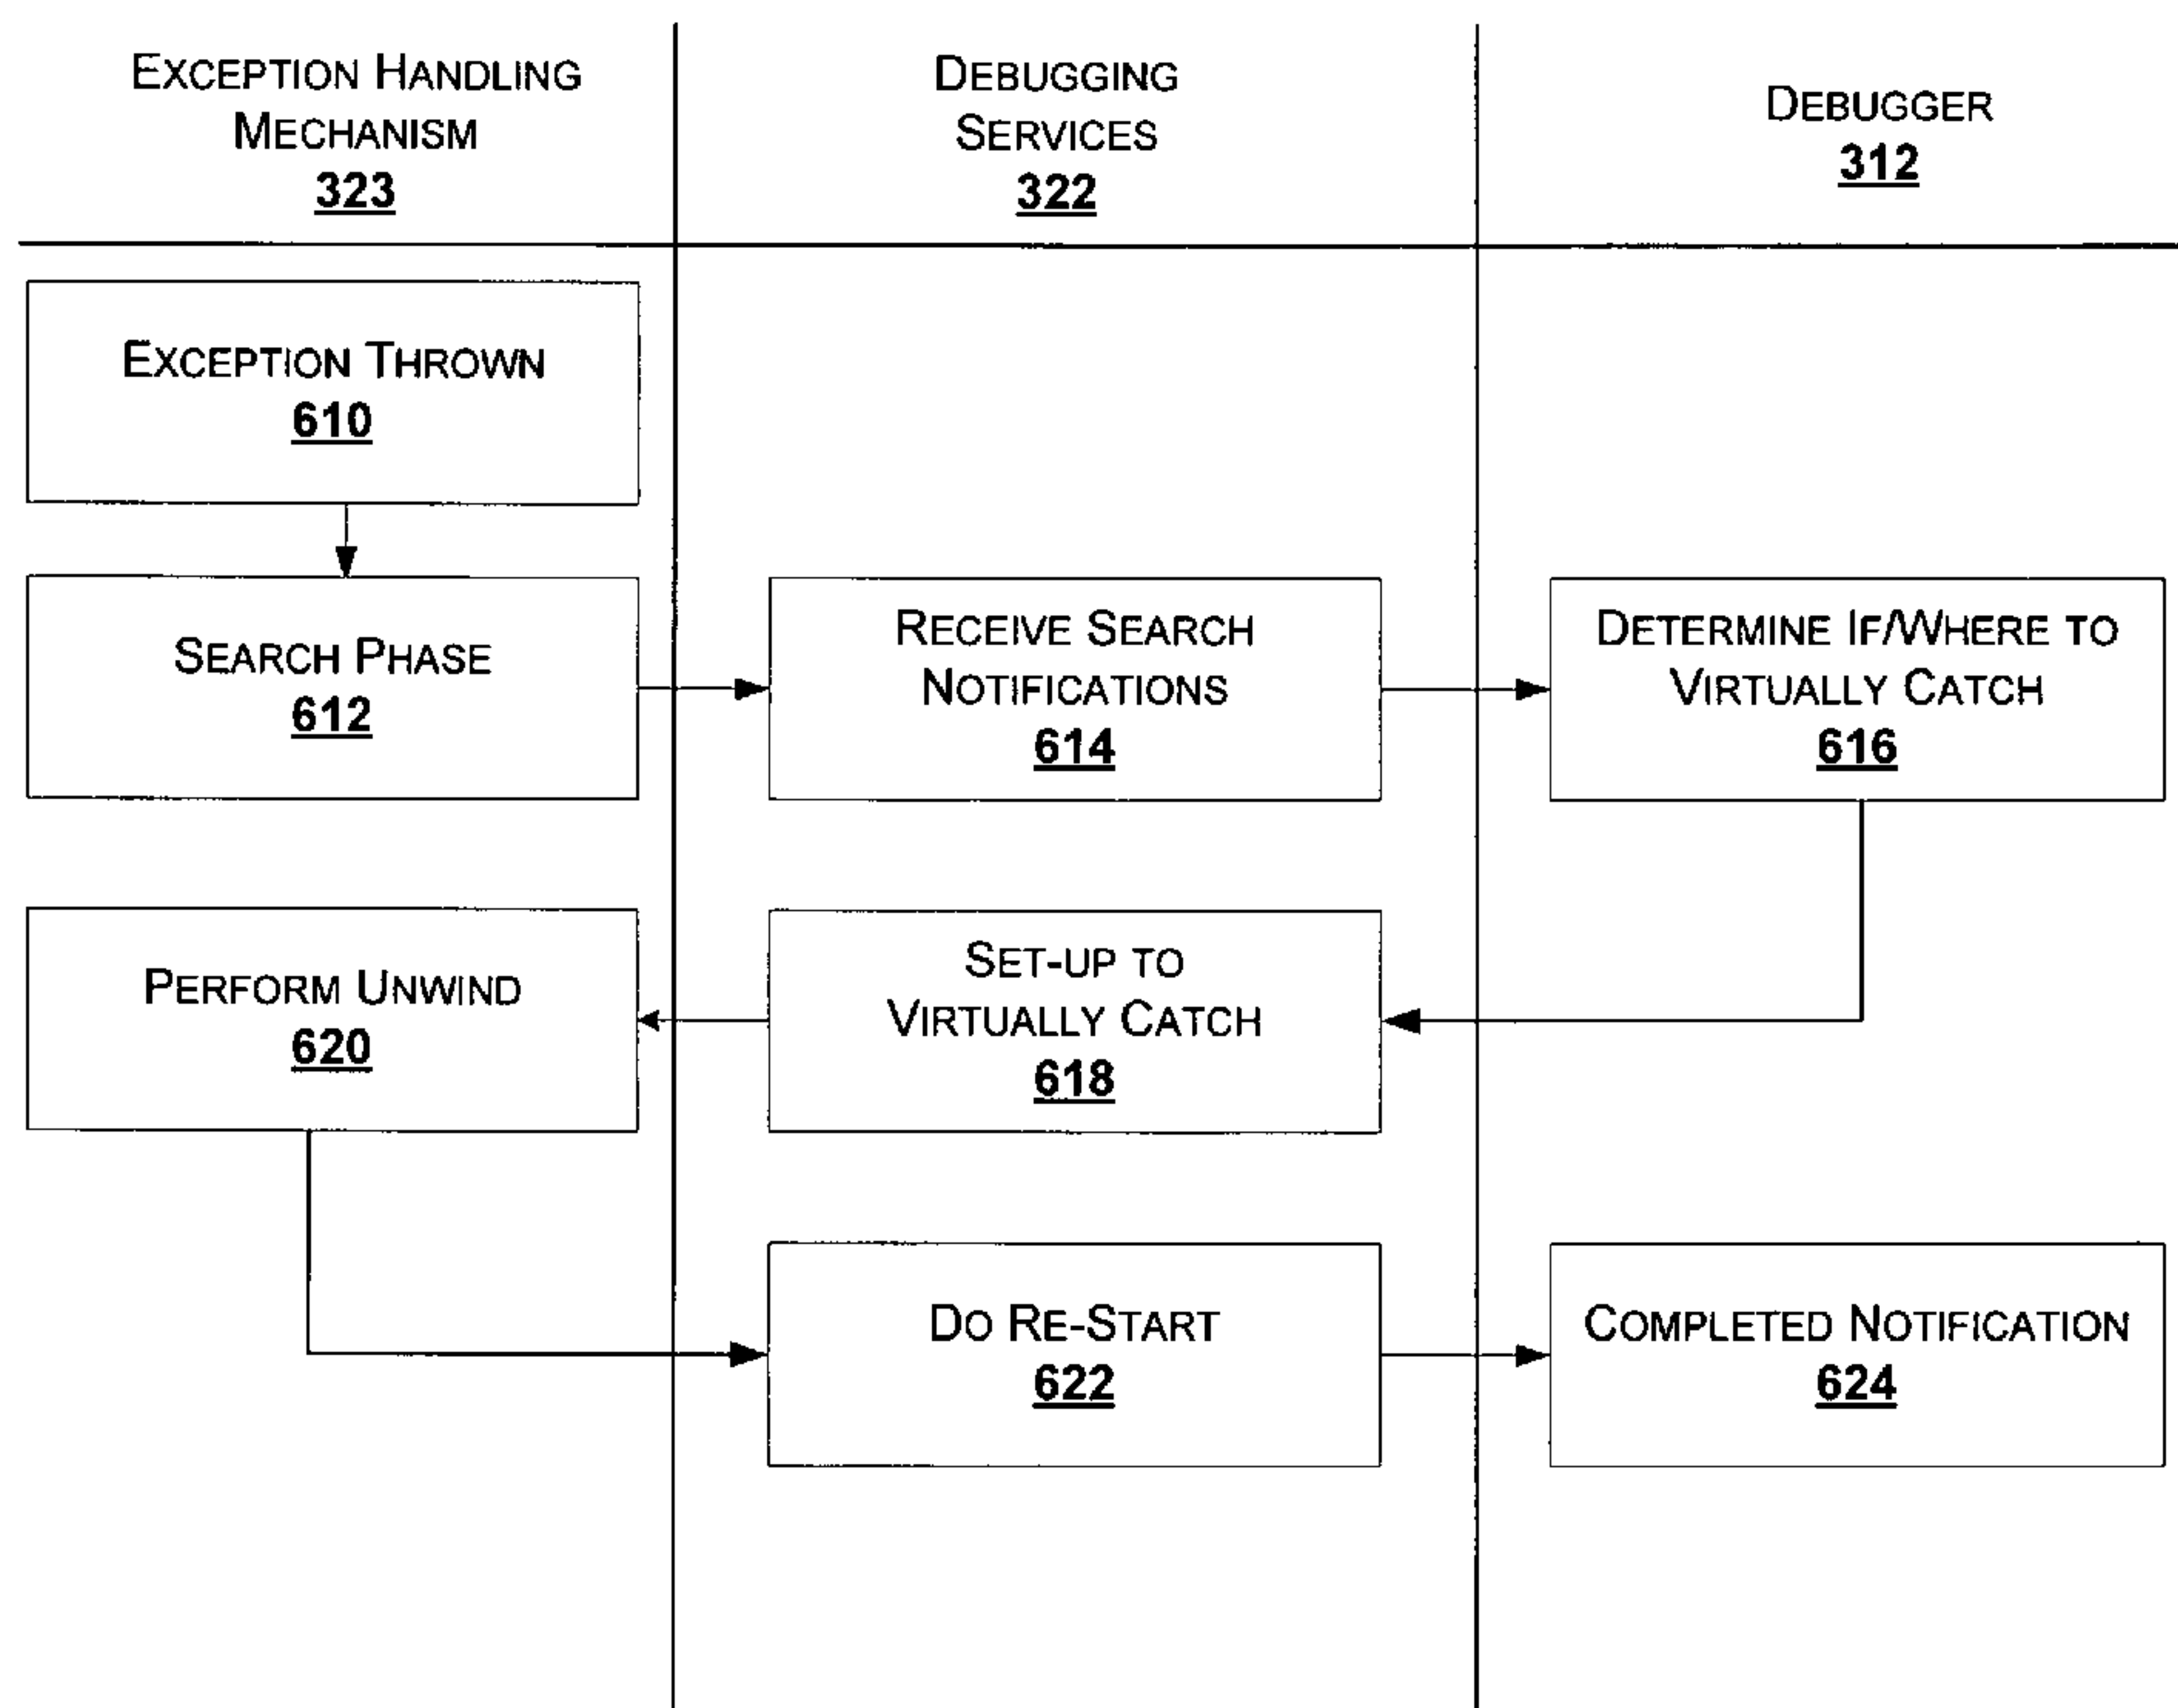 EXCEPTION HANDLING
MECHANISM
323
DEBUGGING
SERVICES
322
DEBUGGER
312
EXCEPTION THROWN
610
SEARCH PHASE
612
RECEIVE SEARCH
NOTIFICATIONS
614
DETERMINE IF/WHERE TO
VIRTUALLY CATCH
616
PERFORM UNWIND
620
SET-UP TO
VIRTUALLY CATCH
618
DO RE-START
622
COMPLETED NOTIFICATION
624